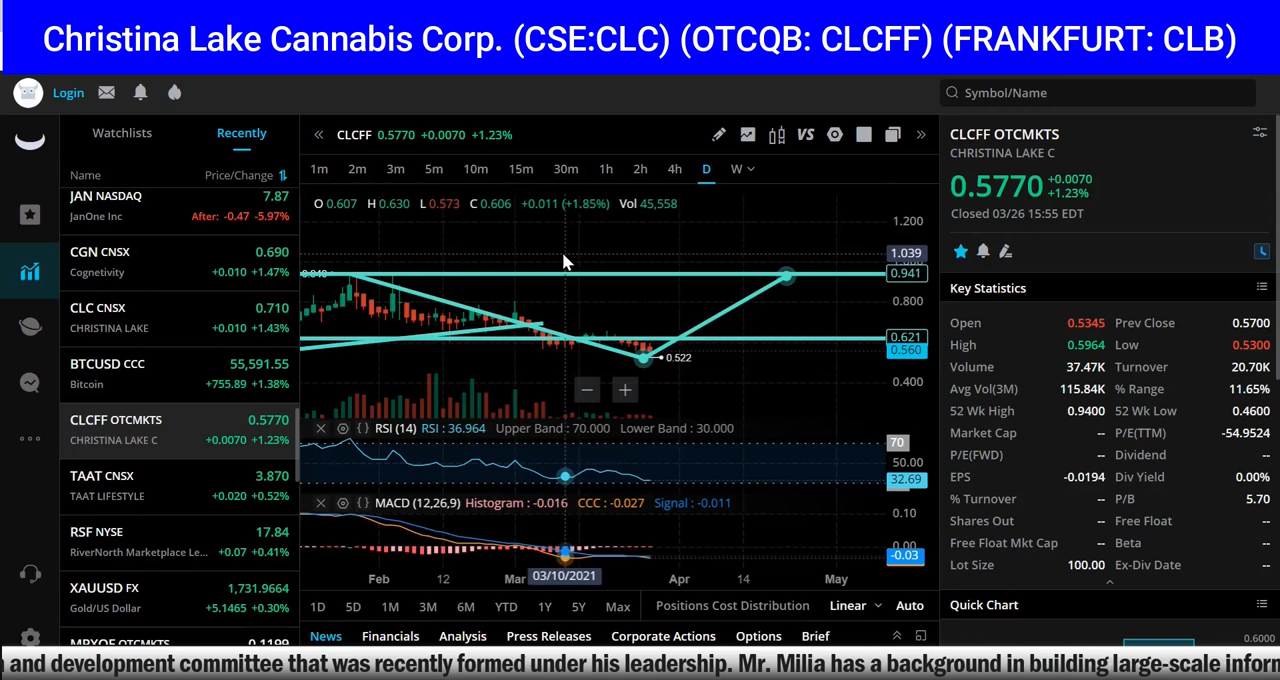 Christina Lake Cannabis Corp. (CSE:CLC) (OTCQB: CLCFF) (FRANKFURT: CLB)
Login
Symbol/Name
Watchlists Recently
Name Price/Change
JAN NASDAQ 7.87
JanOne Inc After: -0.47 -5.97%
CGN CNSX 0.690
Cognetivity +0.010 +1.47%
CLC CNSX 0.710
CHRISTINA LAKE +0.010 +1.43%
BTCUSD CCC 55,591.55
Bitcoin +755.89 +1.38%
CLCFF OTCMKTS 0.5770
CHRISTINA LAKE C +0.0070 +1.23%
TAAT CNSX 3.870
TAAT LIFESTYLE +0.020 +0.52%
RSF NYSE 17.84
RiverNorth Marketplace Le... +0.07 +0.41%
XAUUSD FX 1,731.9664
Gold/US Dollar +5.1465 +0.30%
CLCFF 0.5770 +0.0070 +1.23%
VS
1m 2m 3m 5m 10m 15m 30m 1h 2h 4h D W
O 0.607 H 0.630 L 0.573 C 0.606 +0.011 (+1.85%) Vol 45,558
1.200
1.039
0.941
0.800
0.621
0.560
0.522
0.400
RSI (14) RSI : 36.964 Upper Band : 70.000 Lower Band : 30.000
70
50.00
32.69
MACD (12,26,9) Histogram : -0.016 CCC : -0.027 Signal : -0.011
0.10
0.00
-0.03
Feb 12 Mar 03/10/2021 Apr 14 May
1D 5D 1M 3M 6M YTD 1Y 5Y Max Positions Cost Distribution Linear Auto
News Financials Analysis Press Releases Corporate Actions Options Brief
CLCFF OTCMKTS
CHRISTINA LAKE C
0.5770 +0.0070
+1.23%
Closed 03/26 15:55 EDT
Key Statistics
Open 0.5345 Prev Close 0.5700
High 0.5964 Low 0.5300
Volume 37.47K Turnover 20.70K
Avg Vol(3M) 115.84K % Range 11.65%
52 Wk High 0.9400 52 Wk Low 0.4600
Market Cap -- P/E(TTM) -54.9524
P/E(FWD) -- Dividend --
EPS -0.0194 Div Yield 0.00%
% Turnover -- P/B 5.70
Shares Out -- Free Float --
Free Float Mkt Cap -- Beta --
Lot Size 100.00 Ex-Div Date --
Quick Chart
0.6000
and development committee that was recently formed under his leadership. Mr. Milia has a background in building large-scale inform